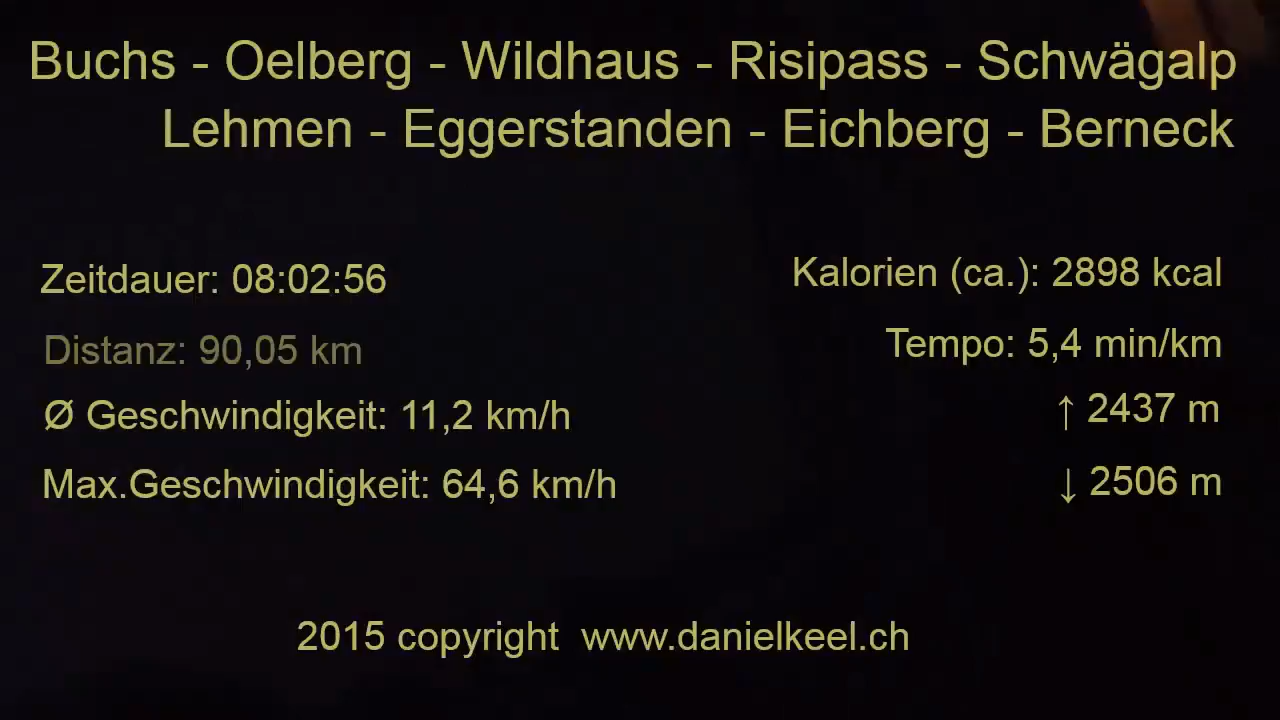 Buchs - Oelberg - Wildhaus - Risipass - Schwägalp
Lehmen - Eggerstanden - Eichberg - Berneck
Zeitdauer: 08:02:56
Distanz: 90,05 km
Ø Geschwindigkeit: 11,2 km/h
Max.Geschwindigkeit: 64,6 km/h
Kalorien (ca.): 2898 kcal
Tempo: 5,4 min/km
↑ 2437 m
↓ 2506 m
2015 copyright www.danielkeel.ch